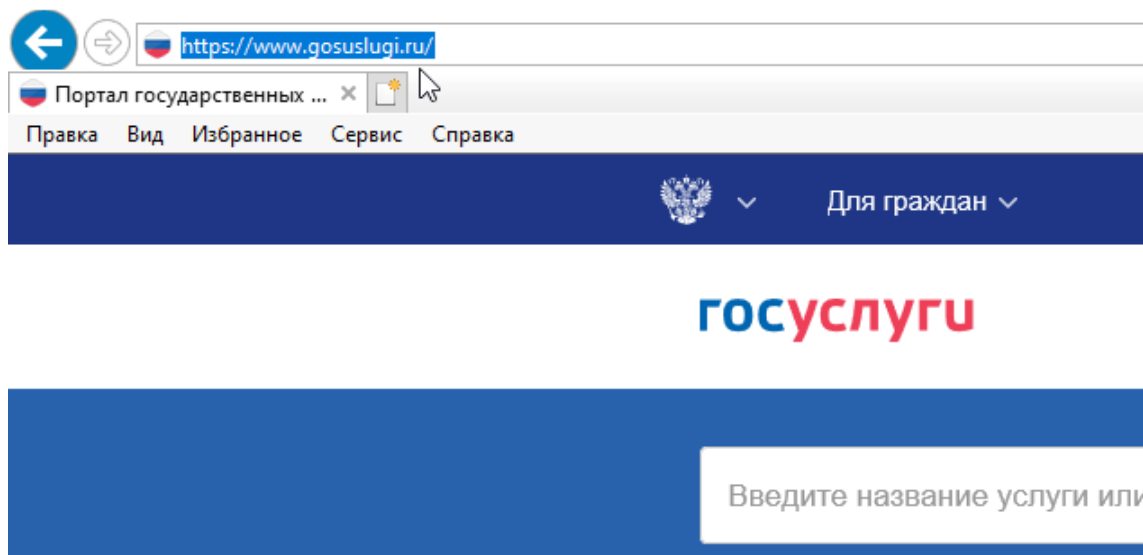 https://www.gosuslugi.ru/
Портал государственных ...
Правка Вид Избранное Сервис Справка
Для граждан
госуслуги
Введите название услуги или